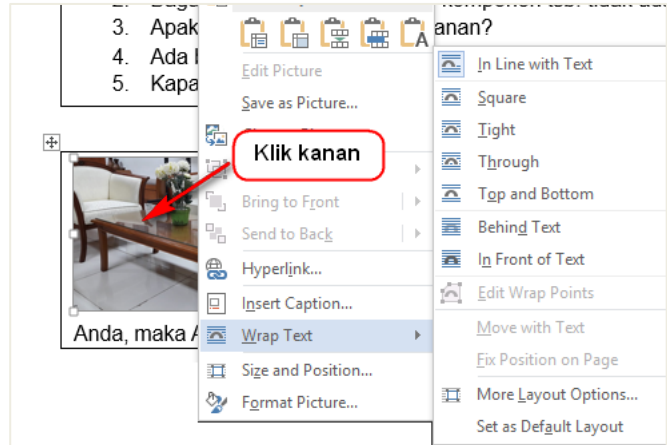 komponen tsb. tidak
3. Apak
anan?
4. Ada
5. Kapa
Edit Picture
Save as Picture...
Klik kanan
Bring to Front
Send to Back
Hyperlink...
Insert Caption...
Wrap Text
Size and Position...
Format Picture...
In Line with Text
Square
Tight
Through
Top and Bottom
Behind Text
In Front of Text
Edit Wrap Points
Move with Text
Fix Position on Page
More Layout Options...
Set as Default Layout
Anda, maka